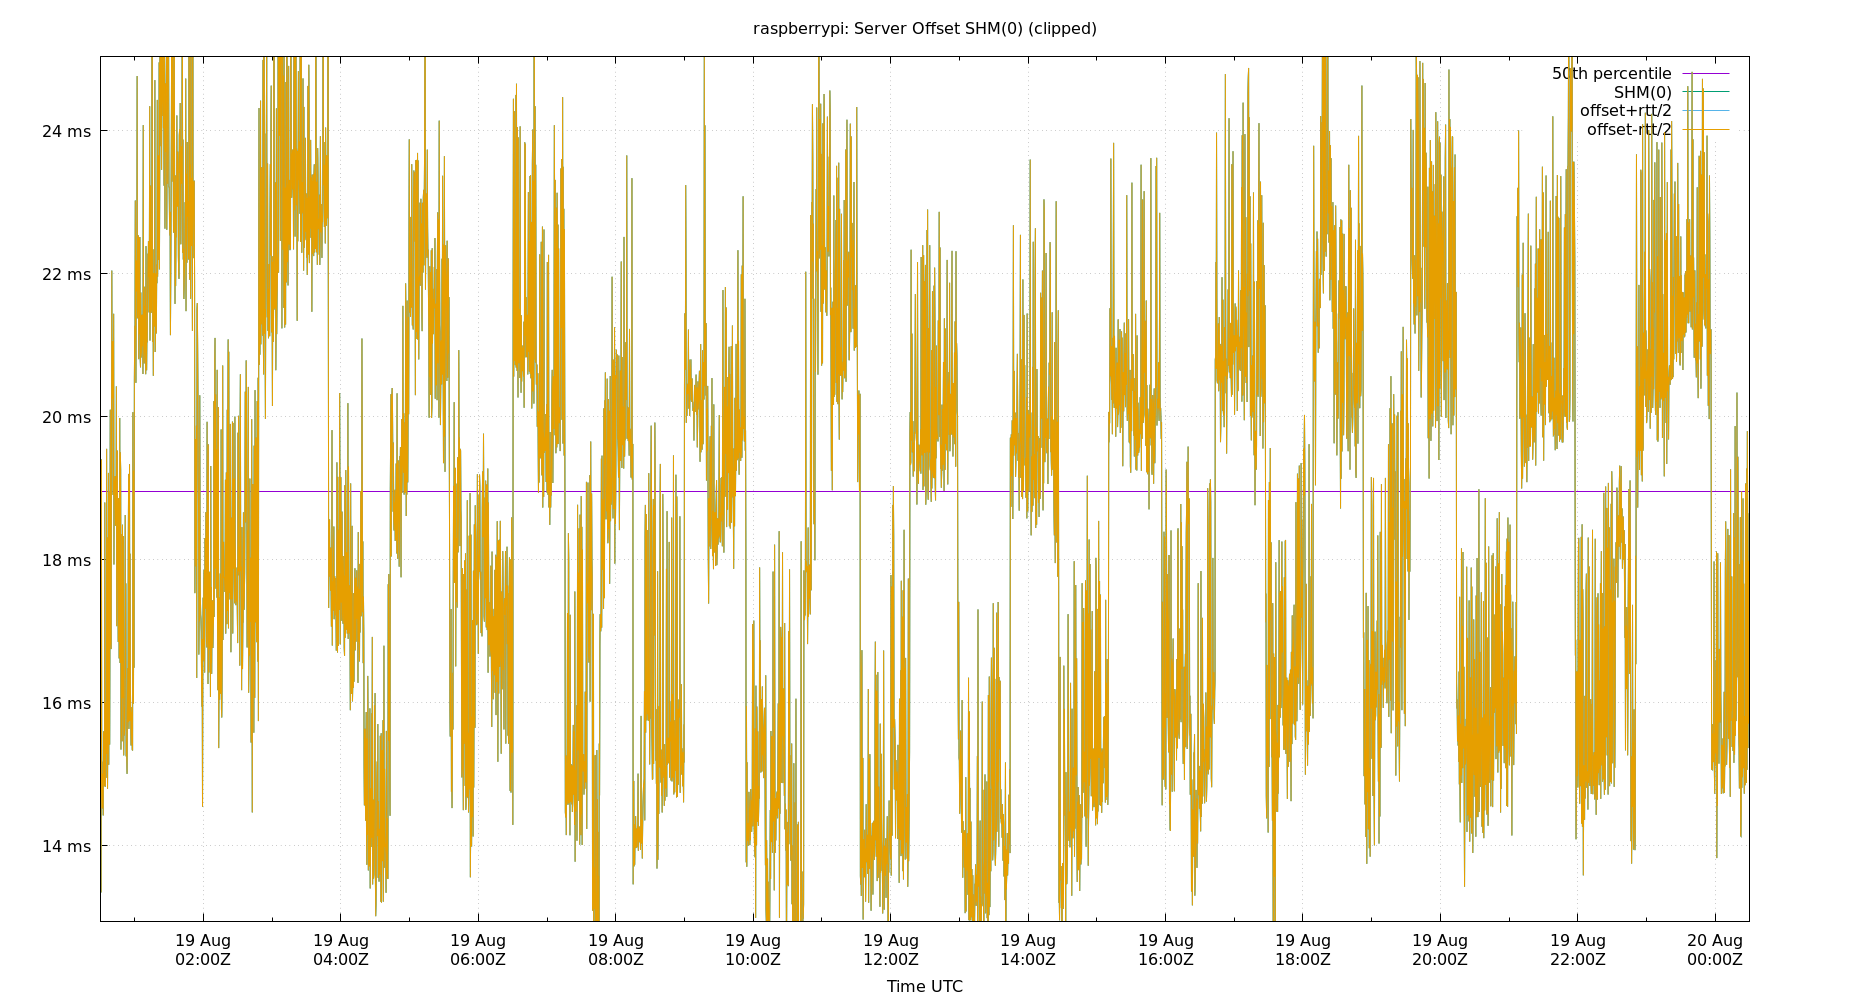 raspberrypi: Server Offset SHM(0) (clipped)
50th percentile
SHM(0)
offset+rtt/2
offset-rtt/2
24 ms
22 ms
20 ms
18 ms
16 ms
14 ms
19 Aug 19 Aug 19 Aug 19 Aug 19 Aug 19 Aug 19 Aug 19 Aug 19 Aug 19 Aug 19 Aug 20 Aug
02:00Z 04:00Z 06:00Z 08:00Z 10:00Z 12:00Z 14:00Z 16:00Z 18:00Z 20:00Z 22:00Z 00:00Z
Time UTC